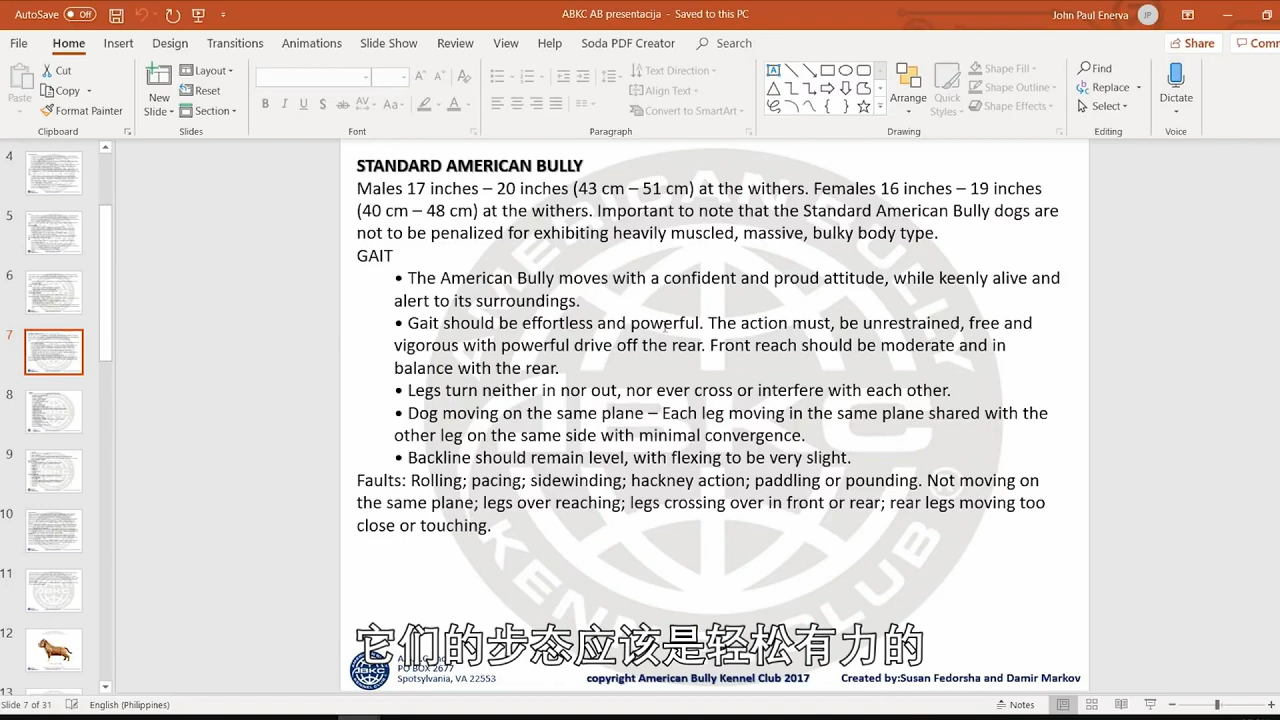 AutoSave Off
ABKC AB presentacija - Saved to this PC
John Paul Enerva JP
File Home Insert Design Transitions Animations Slide Show Review View Help Soda PDF Creator Search Share
Paste Cut
Copy
Format Painter
Clipboard
New Slide Layout
Reset
Section
Slides
Font
Text Direction
Align Text
Convert to SmartArt
Paragraph
Arrange Quick Styles
Shape Fill
Shape Outline
Shape Effects
Drawing
Find
Replace
Select
Editing
Dictate
Voice
4
5
6
7
8
9
10
11
12
13
STANDARD AMERICAN BULLY
Males 17 inches – 20 inches (43 cm – 51 cm) at the withers. Females 16 inches – 19 inches
(40 cm – 48 cm) at the withers. Important to note that the Standard American Bully dogs are
not to be penalized for exhibiting heavily muscled massive, bulky body type.
GAIT
• The American Bully moves with a confident and proud attitude, while keenly alive and
alert to its surroundings.
• Gait should be effortless and powerful. The action must be unrestrained, free and
vigorous with powerful drive off the rear. Front reach should be moderate and in
balance with the rear.
• Legs turn neither in nor out, nor ever cross or interfere with each other.
• Dog moving on the same plane – Each leg moving in the same plane shared with the
other leg on the same side with minimal convergence.
should remain level, with flexing to
Faults: Rolling; pacing; sidewinding; hackney action; paddling or pounding. Not moving on
the same plane; legs over reaching; legs crossing over in front or rear; rear legs moving too
close or touching.
它们的步态应该是轻松有力的
BOX 2677
Spotsylvania, VA 22553
copyright American Bully Kennel Club 2017
Created by:Susan Fedorsha and Damir Markov
Slide 7 of 31 English (Philippines) Notes